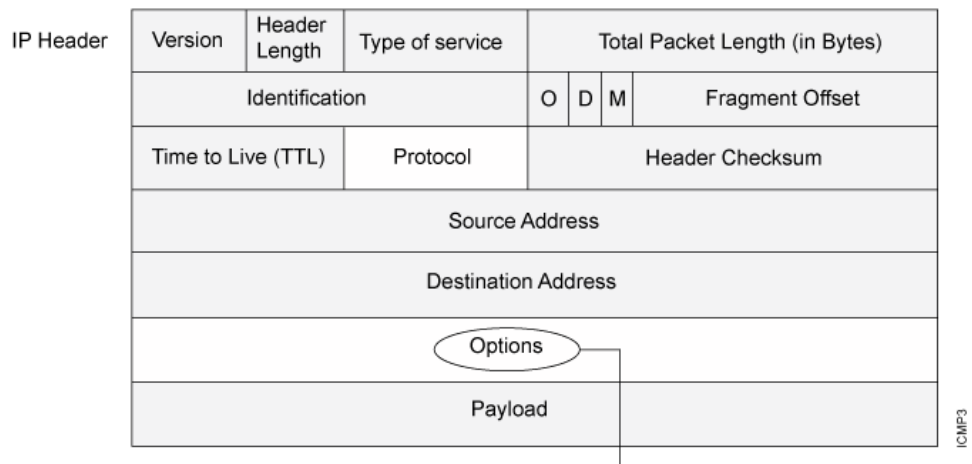 IP Header
Version
Header
Length
Type of service
Total Packet Length (in Bytes)
Identification
O
D
M
Fragment Offset
Time to Live (TTL)
Protocol
Header Checksum
Source Address
Destination Address
Options
Payload
ICMP3